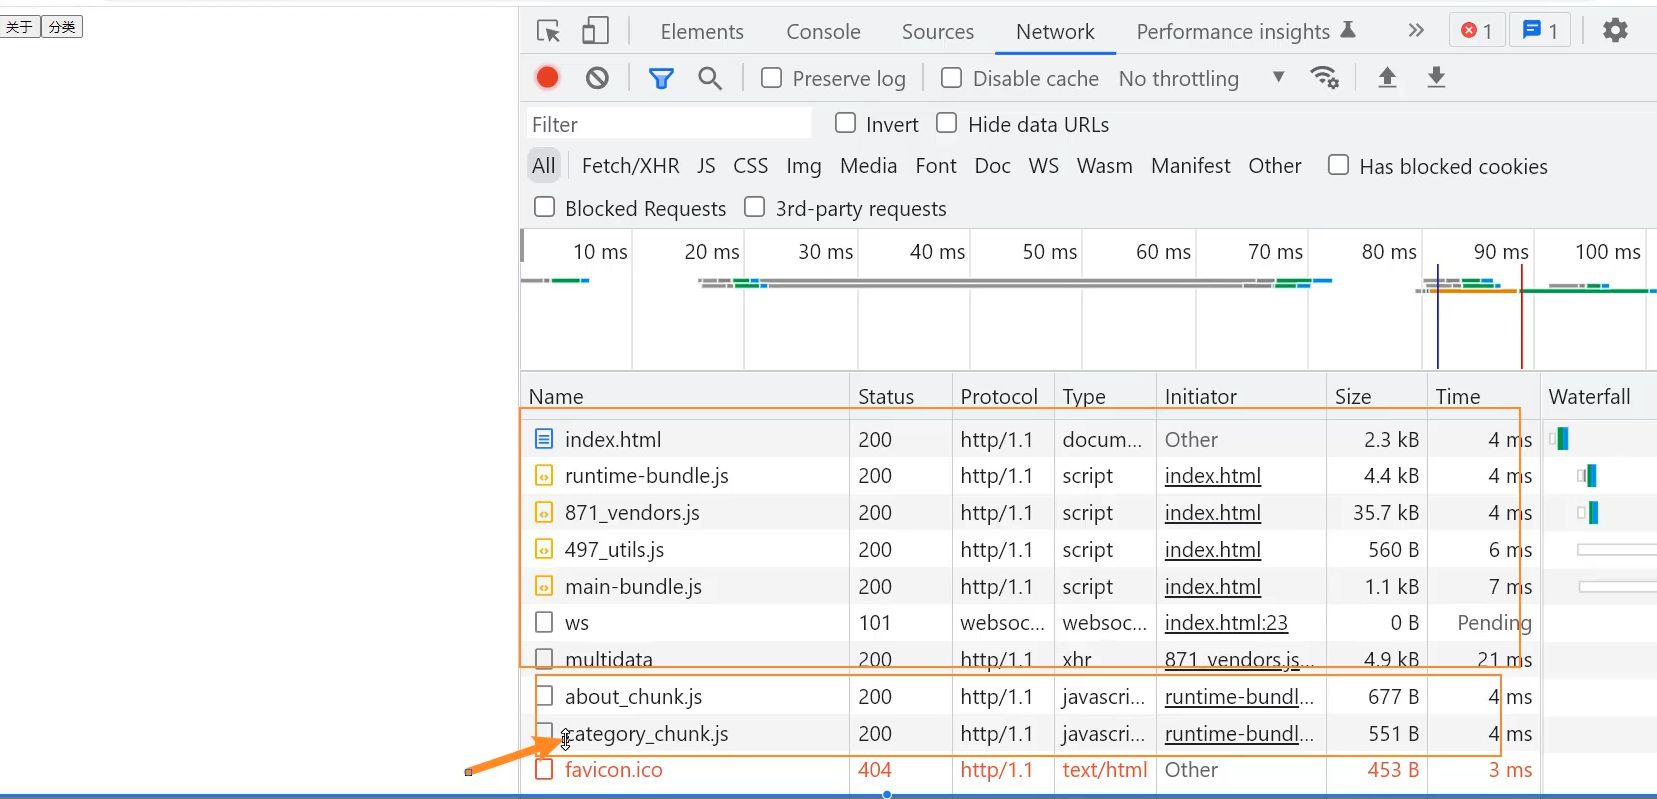 关于 分类
Elements Console Sources Network Performance insights 1 1
Preserve log Disable cache No throttling
Filter Invert Hide data URLs
All Fetch/XHR JS CSS Img Media Font Doc WS Wasm Manifest Other Has blocked cookies
Blocked Requests 3rd-party requests
10 ms 20 ms 30 ms 40 ms 50 ms 60 ms 70 ms 80 ms 90 ms 100 ms
Name Status Protocol Type Initiator Size Time Waterfall
index.html 200 http/1.1 docum... Other 2.3 kB 4 ms
runtime-bundle.js 200 http/1.1 script index.html 4.4 kB 4 ms
871_vendors.js 200 http/1.1 script index.html 35.7 kB 4 ms
497_utils.js 200 http/1.1 script index.html 560 B 6 ms
main-bundle.js 200 http/1.1 script index.html 1.1 kB 7 ms
ws 101 websoc... websoc... index.html:23 0 B Pending
multidata 200 http/1.1 xhr 871_vendors.js... 4.9 kB 21 ms
about_chunk.js 200 http/1.1 javascri... runtime-bundl... 677 B 4 ms
category_chunk.js 200 http/1.1 javascri... runtime-bundl... 551 B 4 ms
favicon.ico 404 http/1.1 text/html Other 453 B 3 ms